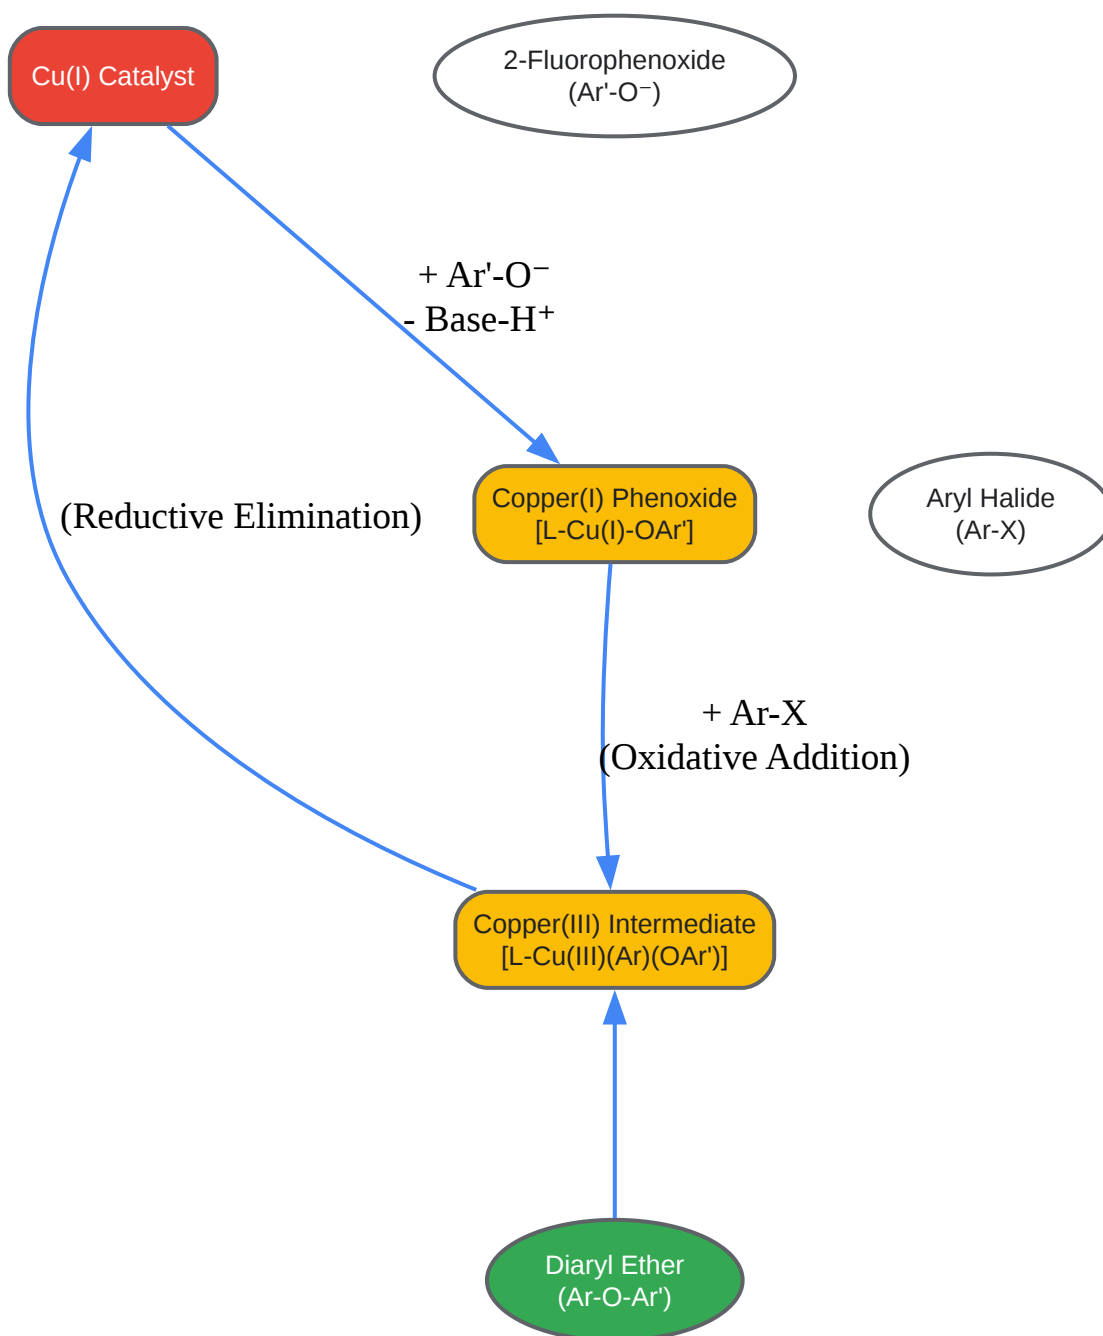 Cu(I) Catalyst
2-Fluorophenoxide
(Ar'-O⁻)
+ Ar'-O⁻
- Base-H⁺
Copper(I) Phenoxide
[L-Cu(I)-OAr']
Aryl Halide
(Ar-X)
(Reductive Elimination)
+ Ar-X
(Oxidative Addition)
Copper(III) Intermediate
[L-Cu(III)(Ar)(OAr')]
Diaryl Ether
(Ar-O-Ar')